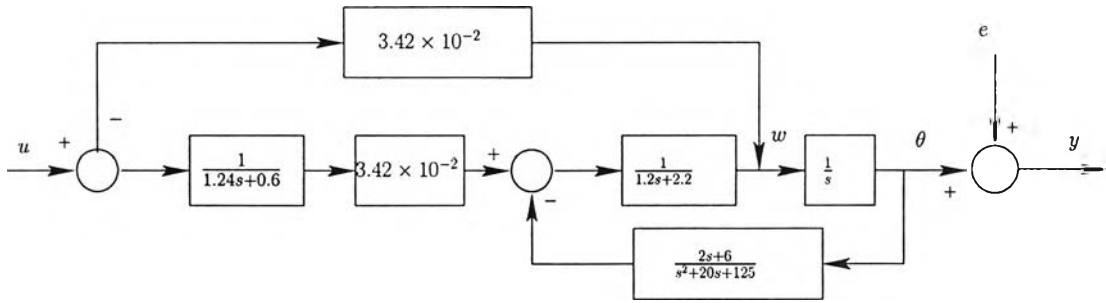 3.42 × 10⁻²
e
u
+
−
1/(1.24s+0.6)
3.42 × 10⁻²
+
−
1/(1.2s+2.2)
w
1/s
θ
+
+
y
(2s+6)/(s²+20s+125)